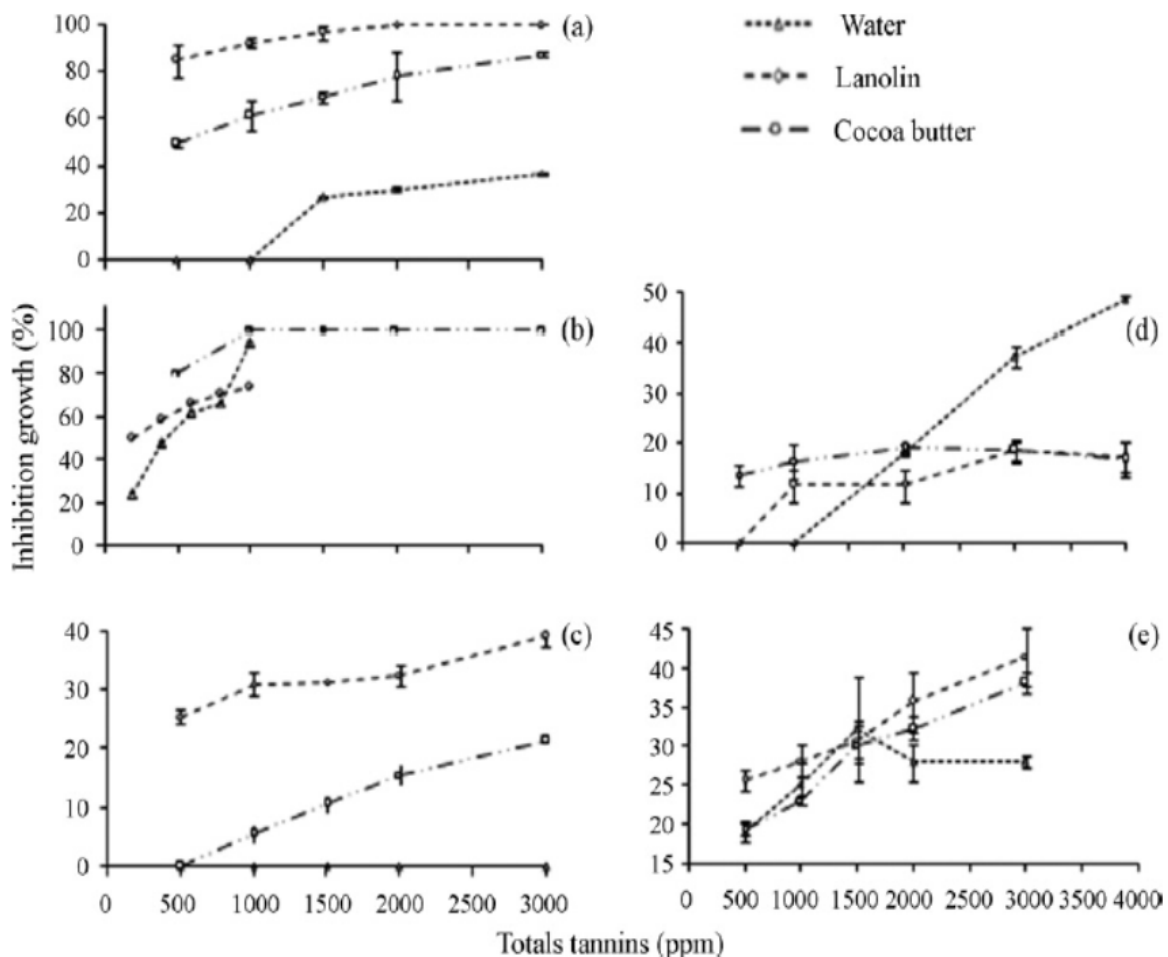 (a)
100
80
60
40
20
0
Water
Lanolin
Cocoa butter
(b)
100
80
60
40
20
0
(d)
50
40
30
20
10
0
Inhibition growth (%)
(c)
40
30
20
10
0
(e)
45
40
35
30
25
20
15
0 500 1000 1500 2000 2500 3000
0 500 1000 1500 2000 2500 3000 3500 4000
Totals tannins (ppm)